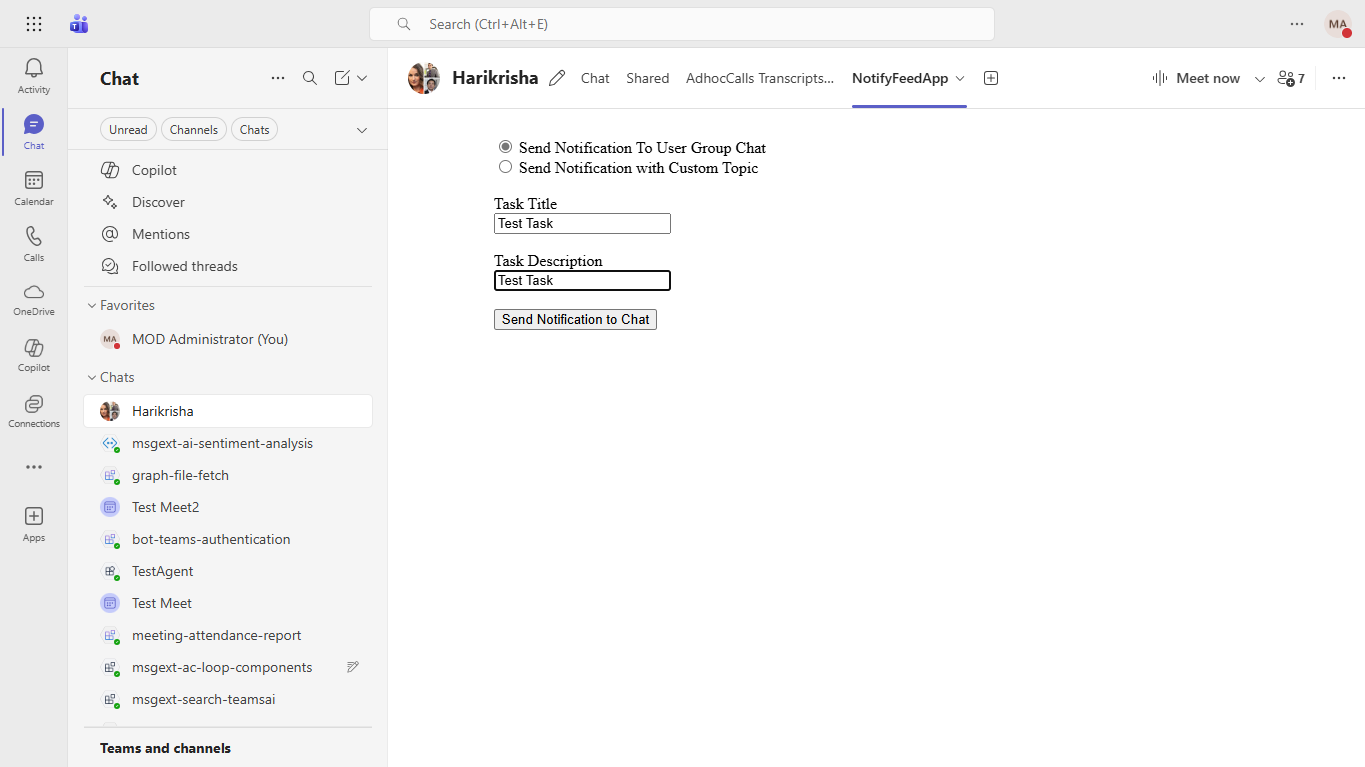 Search (Ctrl+Alt+E)
MA
Activity
Chat
Calendar
Calls
OneDrive
Copilot
Connections
Apps
Chat
Unread
Channels
Chats
Copilot
Discover
Mentions
Followed threads
Favorites
MA
MOD Administrator (You)
Chats
Harikrisha
msgext-ai-sentiment-analysis
graph-file-fetch
Test Meet2
bot-teams-authentication
TestAgent
Test Meet
meeting-attendance-report
msgext-ac-loop-components
msgext-search-teamsai
Teams and channels
Harikrisha
Chat
Shared
AdhocCalls Transcripts...
NotifyFeedApp
Meet now
7
Send Notification To User Group Chat
Send Notification with Custom Topic
Task Title
Test Task
Task Description
Test Task
Send Notification to Chat